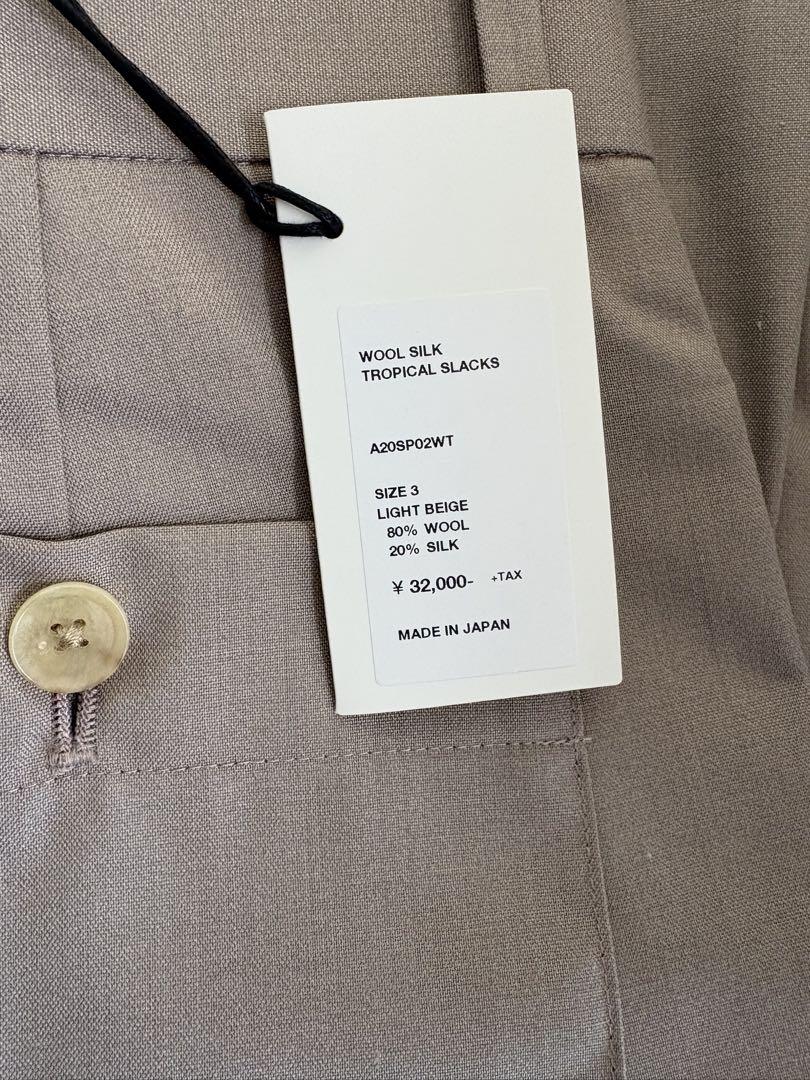 WOOL SILK
TROPICAL SLACKS
A20SP02WT
SIZE 3
LIGHT BEIGE
80% WOOL
20% SILK
¥ 32,000- +TAX
MADE IN JAPAN